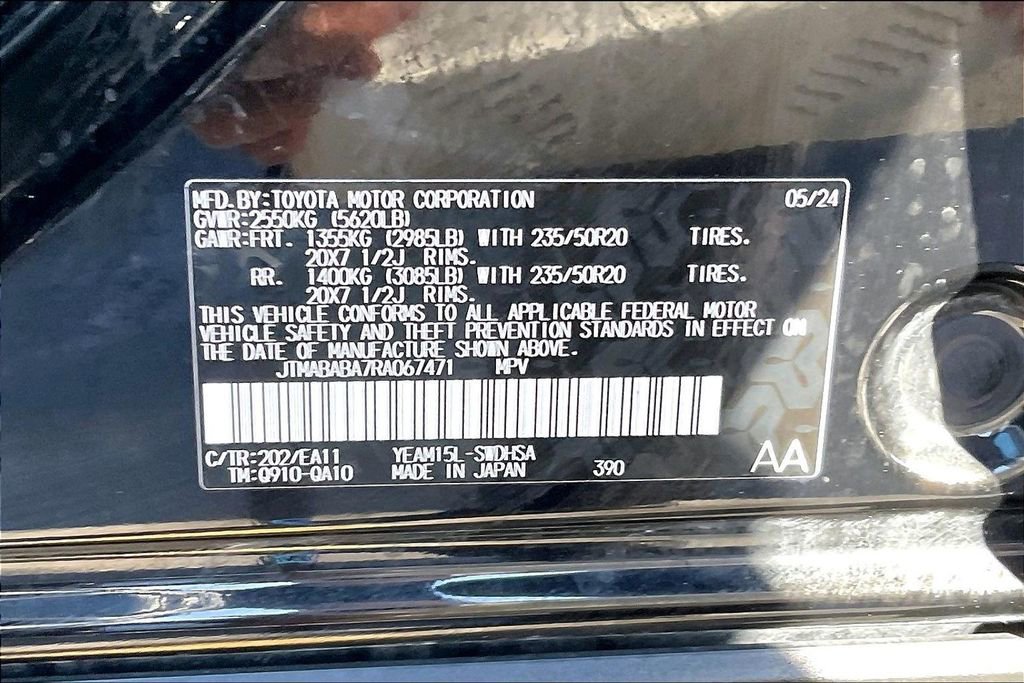 MFD.BY:TOYOTA MOTOR CORPORATION 05/24
GVWR:2550KG (5620LB)
GAWR:FRT. 1355KG (2985LB) WITH 235/50R20 TIRES.
20X7 1/2J RIMS.
RR. 1400KG (3085LB) WITH 235/50R20 TIRES.
20X7 1/2J RIMS.
THIS VEHICLE CONFORMS TO ALL APPLICABLE FEDERAL MOTOR
VEHICLE SAFETY AND THEFT PREVENTION STANDARDS IN EFFECT ON
THE DATE OF MANUFACTURE SHOWN ABOVE.
JTMABABA7RA067471 MPV
C/TR:202/EA11 YEAM15L-SWDHSA
TM:Q910-QA10 MADE IN JAPAN 390 AA